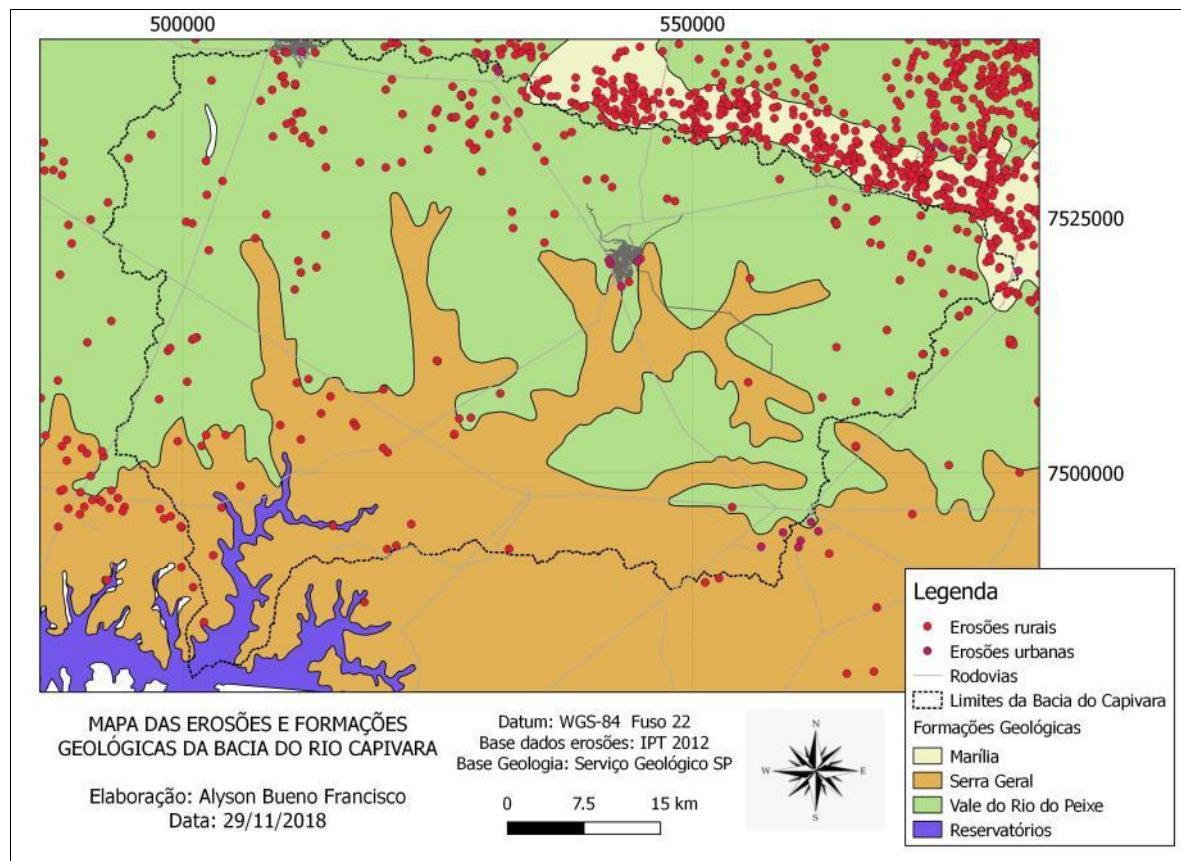 500000
550000
7525000
7500000
Legenda
Erosões rurais
Erosões urbanas
Rodovias
Limites da Bacia do Capivara
Formações Geológicas
Marília
Serra Geral
Vale do Rio do Peixe
Reservatórios
MAPA DAS EROSÕES E FORMAÇÕES
GEOLÓGICAS DA BACIA DO RIO CAPIVARA
Elaboração: Alyson Bueno Francisco
Data: 29/11/2018
Datum: WGS-84 Fuso 22
Base dados erosões: IPT 2012
Base Geologia: Serviço Geológico SP
0 7.5 15 km
N
W E
S